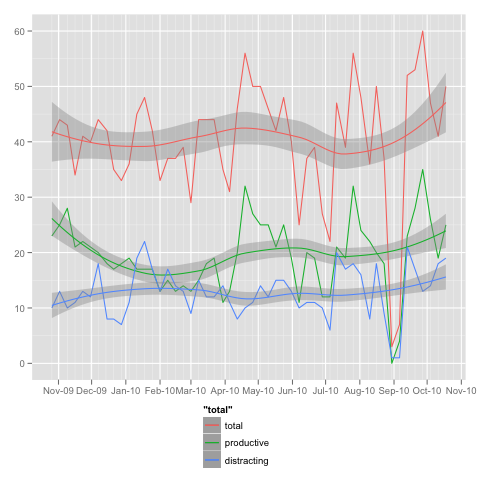 60
50
40
30
20
10
0
Nov-09 Dec-09 Jan-10 Feb-10 Mar-10 Apr-10 May-10 Jun-10 Jul-10 Aug-10 Sep-10 Oct-10 Nov-10
"total"
total
productive
distracting